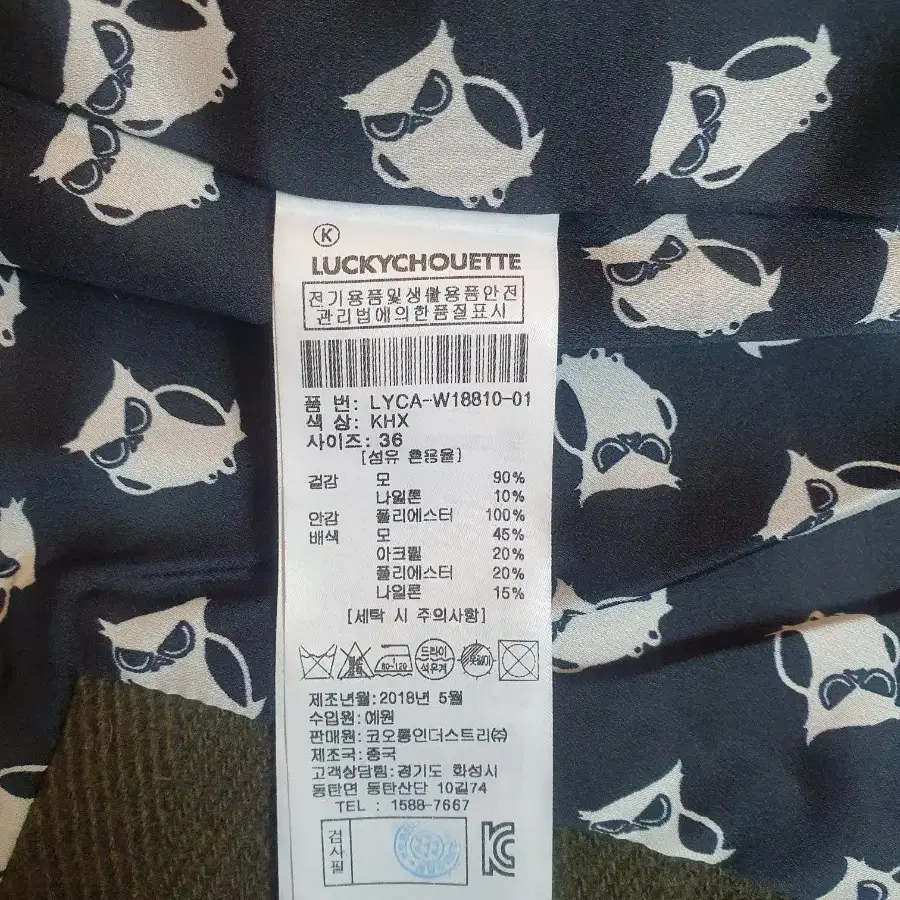 K
LUCKYCHOUETTE
전기용품및생활용품안전
관리법에의한품질표시
품 번: LYCA-W18810-01
색 상: KHX
사이즈: 36
[섬유 혼용율]
겉감 모 90%
나일론 10%
안감 폴리에스터 100%
배색 모 45%
아크릴 20%
폴리에스터 20%
나일론 15%
[세탁 시 주의사항]
80~120 드라이 석유계 옷걸이
제조년월:2018년 5월
수입원:예원
판매원:코오롱인더스트리㈜
제조국:중국
고객상담팀:경기도 화성시
동탄면 동탄산단 10길74
TEL : 1588-7667
검사필